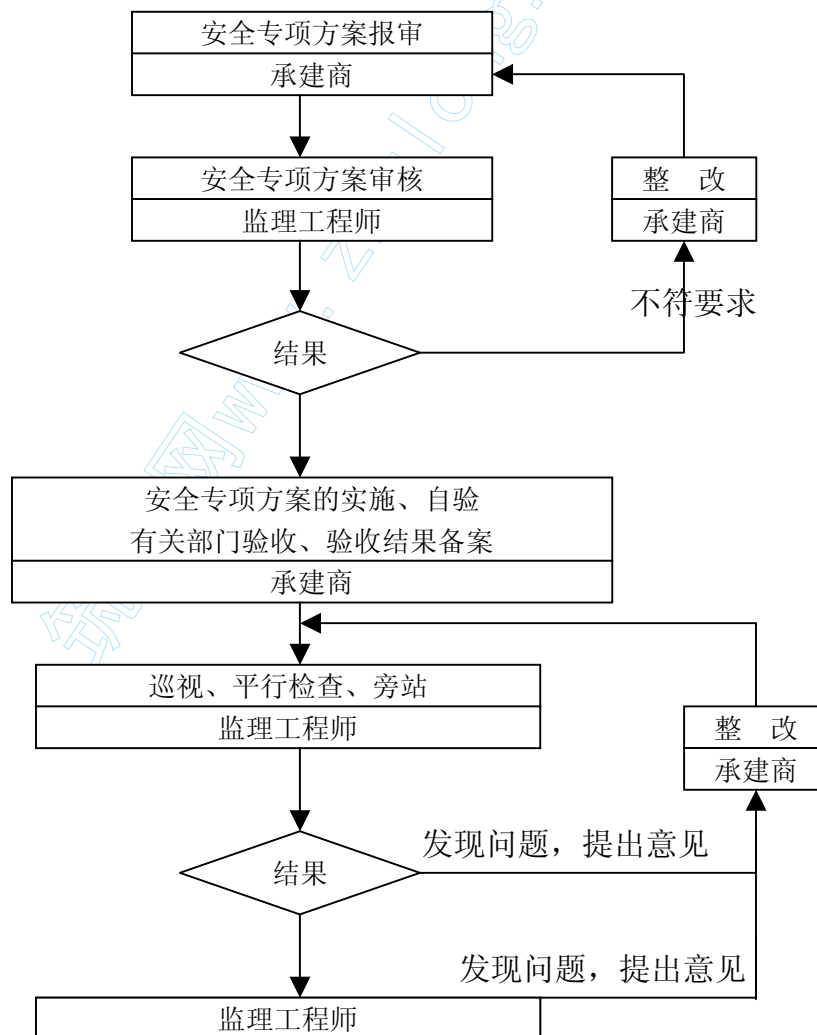 安全专项方案报审
承建商
安全专项方案审核
监理工程师
整 改
承建商
不符要求
结果
安全专项方案的实施、自验
有关部门验收、验收结果备案
承建商
巡视、平行检查、旁站
监理工程师
整 改
承建商
发现问题，提出意见
结果
发现问题，提出意见
监理工程师